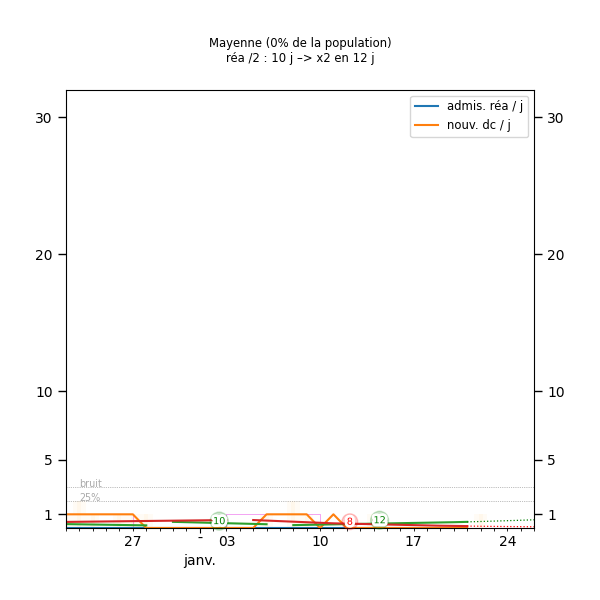 Mayenne (0% de la population)
réa /2 : 10 j –> x2 en 12 j
admis. réa / j
nouv. dc / j
30 30
20 20
10 10
5 5
bruit
25%
1 1
10 8 12
27 - 03 10 17 24
janv.